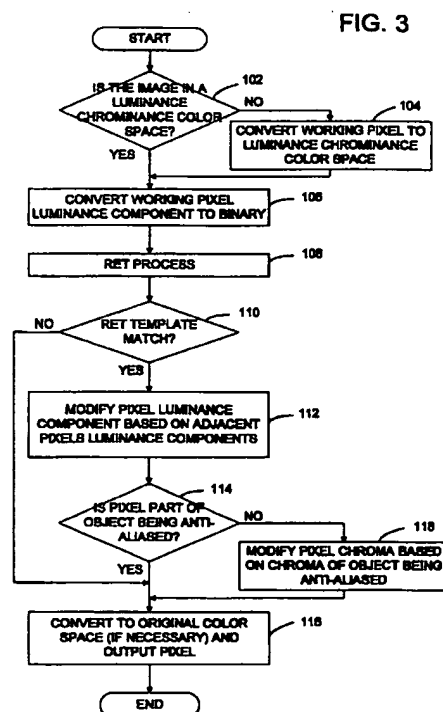 FIG. 3
START
102
IS THE IMAGE IN A
LUMINANCE
CHROMINANCE COLOR
SPACE?
NO
YES
104
CONVERT WORKING PIXEL TO
LUMINANCE CHROMINANCE
COLOR SPACE
CONVERT WORKING PIXEL
LUMINANCE COMPONENT TO BINARY
106
RET PROCESS
108
110
NO
RET TEMPLATE
MATCH?
YES
MODIFY PIXEL LUMINANCE
COMPONENT BASED ON ADJACENT
PIXELS LUMINANCE COMPONENTS
112
114
IS PIXEL PART OF
OBJECT BEING ANTI-
ALIASED?
NO
YES
118
MODIFY PIXEL CHROMA BASED
ON CHROMA OF OBJECT BEING
ANTI-ALIASED
CONVERT TO ORIGINAL COLOR
SPACE (IF NECESSARY) AND
OUTPUT PIXEL
116
END